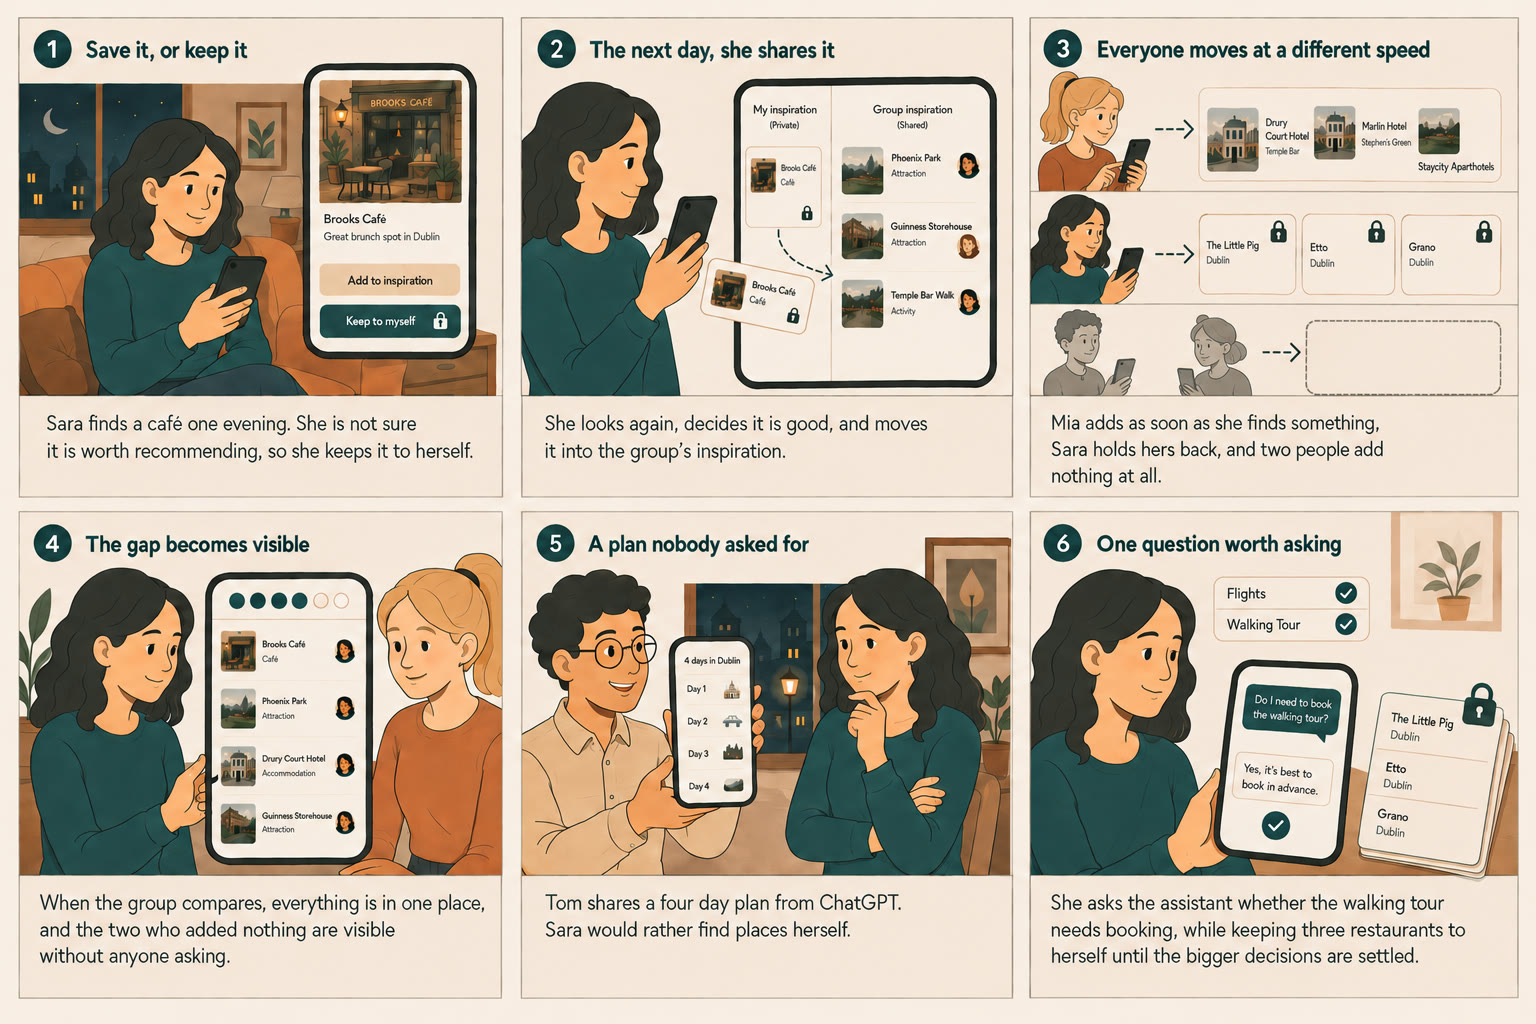 1 Save it, or keep it
BROOKS CAFÉ
Brooks Café
Great brunch spot in Dublin
Add to inspiration
Keep to myself
Sara finds a café one evening. She is not sure
it is worth recommending, so she keeps it to herself.
2 The next day, she shares it
My inspiration
(Private)
Brooks Café
Café
Brooks Café
Café
Group inspiration
(Shared)
Phoenix Park
Attraction
Guinness Storehouse
Attraction
Temple Bar Walk
Activity
She looks again, decides it is good, and moves
it into the group's inspiration.
3 Everyone moves at a different speed
Drury
Court Hotel
Temple Bar
Marlin Hotel
Stephen's Green
Staycity Aparthotels
The Little Pig
Dublin
Etto
Dublin
Grano
Dublin
Mia adds as soon as she finds something,
Sara holds hers back, and two people add
nothing at all.
4 The gap becomes visible
Brooks Café
Café
Phoenix Park
Attraction
Drury Court Hotel
Accommodation
Guinness Storehouse
Attraction
When the group compares, everything is in one place,
and the two who added nothing are visible
without anyone asking.
5 A plan nobody asked for
4 days in Dublin
Day 1
Day 2
Day 3
Day 4
Tom shares a four day plan from ChatGPT.
Sara would rather find places herself.
6 One question worth asking
Flights
Walking Tour
Do I need to book
the walking tour?
Yes, it's best to
book in advance.
The Little Pig
Dublin
Etto
Dublin
Grano
Dublin
She asks the assistant whether the walking tour
needs booking, while keeping three restaurants to
herself until the bigger decisions are settled.